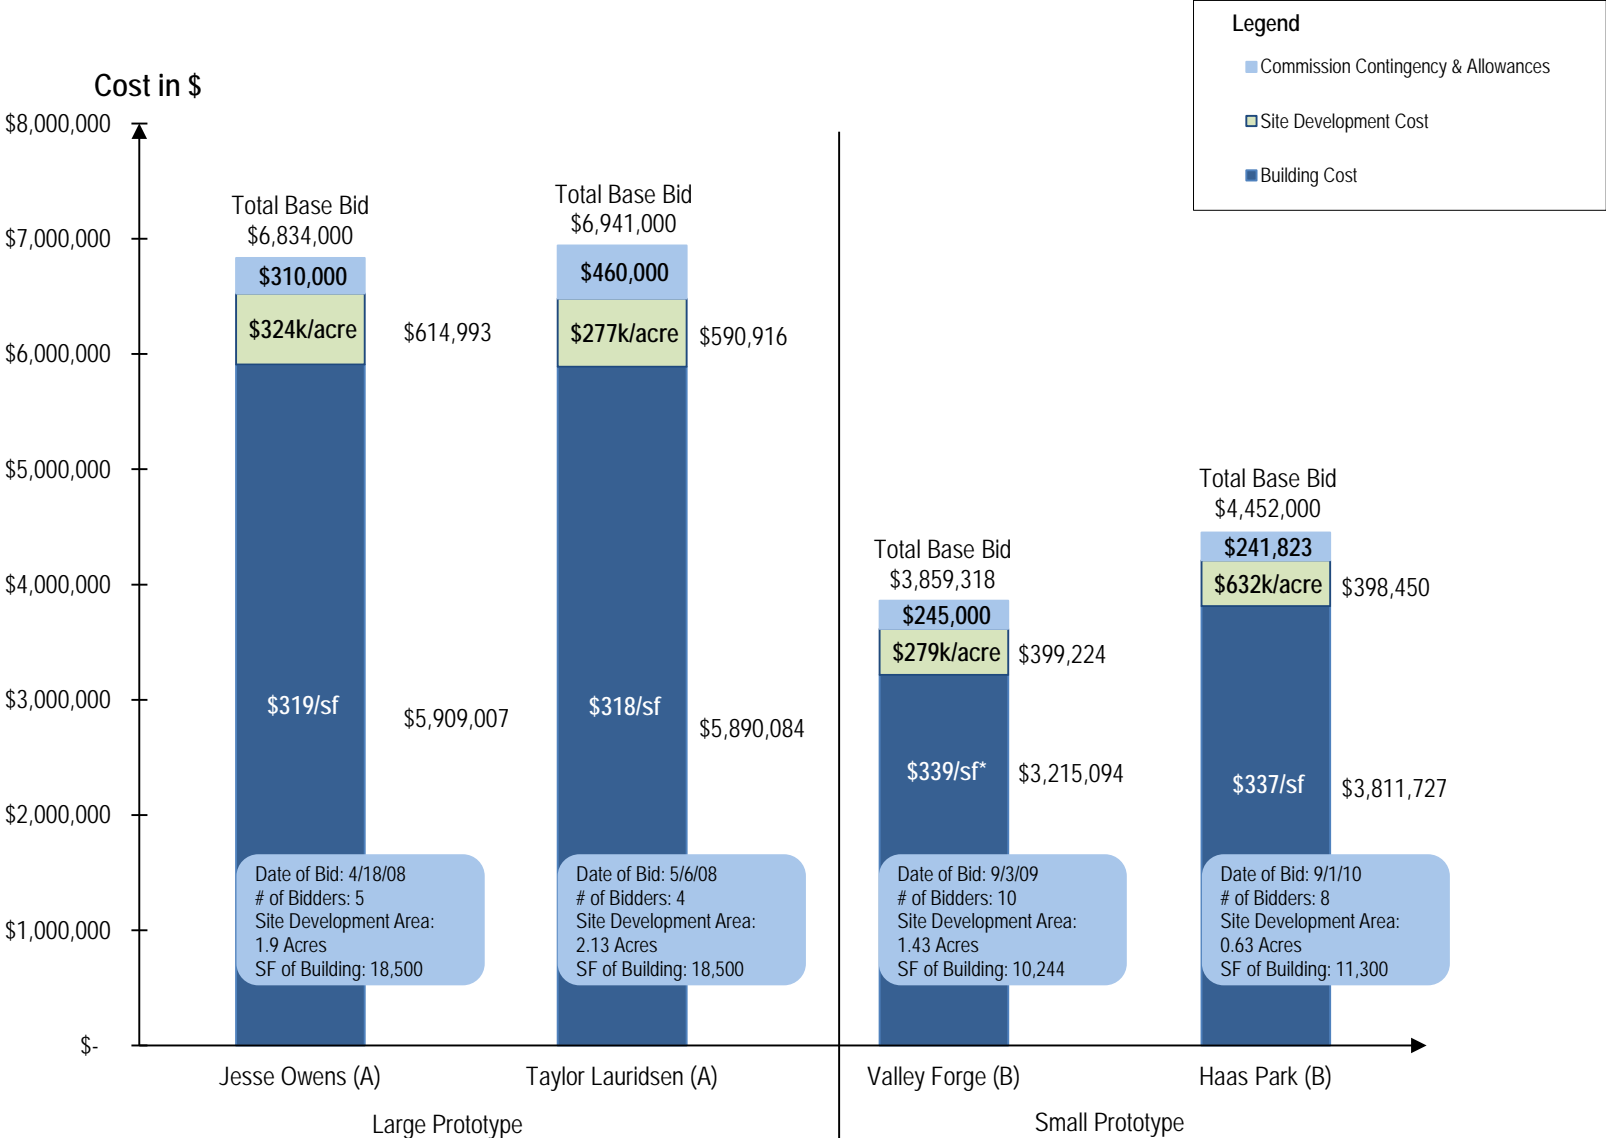 Legend
Commission Contingency & Allowances
Site Development Cost
Building Cost
Cost in $
$8,000,000
$7,000,000
$6,000,000
$5,000,000
$4,000,000
$3,000,000
$2,000,000
$1,000,000
$-
Total Base Bid
$6,834,000
$310,000
$324k/acre
$614,993
$319/sf
$5,909,007
Date of Bid: 4/18/08
# of Bidders: 5
Site Development Area:
1.9 Acres
SF of Building: 18,500
Jesse Owens (A)
Total Base Bid
$6,941,000
$460,000
$277k/acre
$590,916
$318/sf
$5,890,084
Date of Bid: 5/6/08
# of Bidders: 4
Site Development Area:
2.13 Acres
SF of Building: 18,500
Taylor Lauridsen (A)
Large Prototype
Total Base Bid
$3,859,318
$245,000
$279k/acre
$399,224
$339/sf*
$3,215,094
Date of Bid: 9/3/09
# of Bidders: 10
Site Development Area:
1.43 Acres
SF of Building: 10,244
Valley Forge (B)
Total Base Bid
$4,452,000
$241,823
$632k/acre
$398,450
$337/sf
$3,811,727
Date of Bid: 9/1/10
# of Bidders: 8
Site Development Area:
0.63 Acres
SF of Building: 11,300
Haas Park (B)
Small Prototype